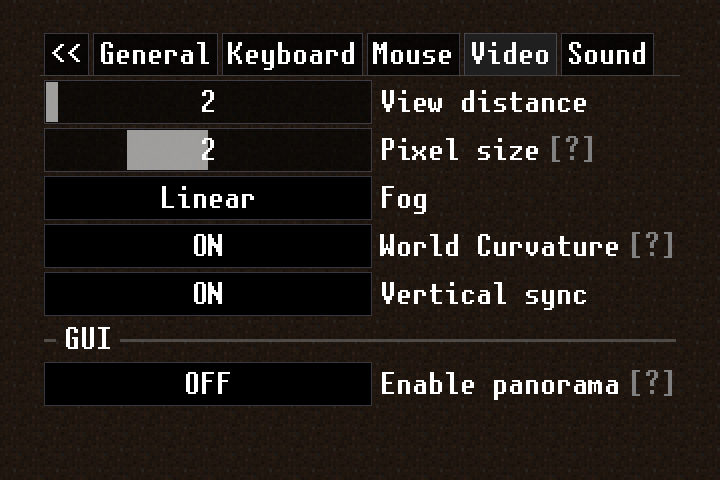 << General Keyboard Mouse Video Sound
2 View distance
2 Pixel size [?]
Linear Fog
ON World Curvature [?]
ON Vertical sync
GUI
OFF Enable panorama [?]